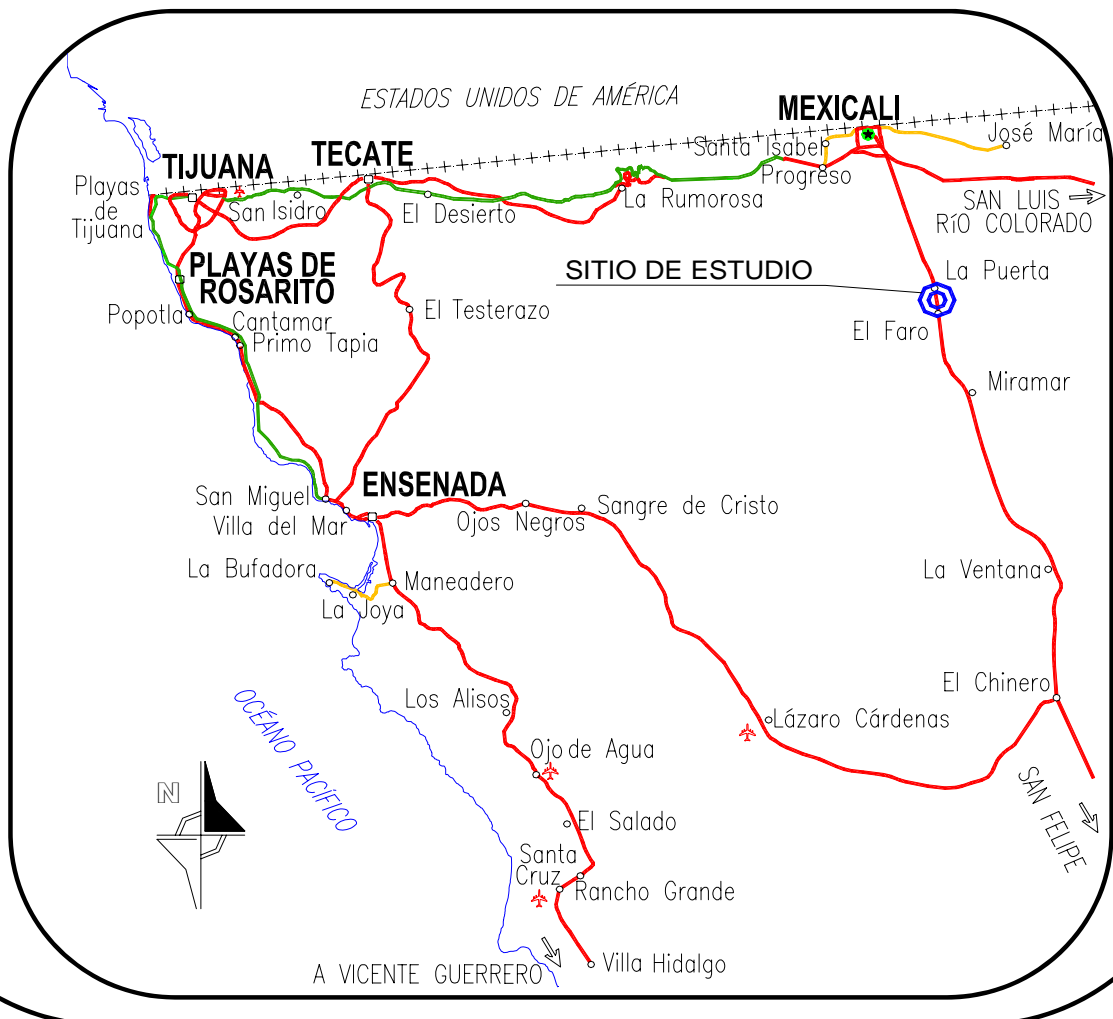 ESTADOS UNIDOS DE AMÉRICA
MEXICALI
José María
Santa Isabel
TECATE
TIJUANA
Progreso
Playas
de
Tijuana
San Isidro
El Desierto
La Rumorosa
SAN LUIS
RíO COLORADO
PLAYAS DE
ROSARITO
SITIO DE ESTUDIO
La Puerta
Popotla
Cantamar
Primo Tapia
El Testerazo
El Faro
Miramar
San Miguel
ENSENADA
Villa del Mar
Ojos Negros
Sangre de Cristo
La Bufadora
Maneadero
La Joya
La Ventana
El Chinero
Los Alisos
Lázaro Cárdenas
OCÉANO PACÍFICO
Ojo de Agua
N
SAN FELIPE
El Salado
Santa
Cruz
Rancho Grande
A VICENTE GUERRERO
Villa Hidalgo